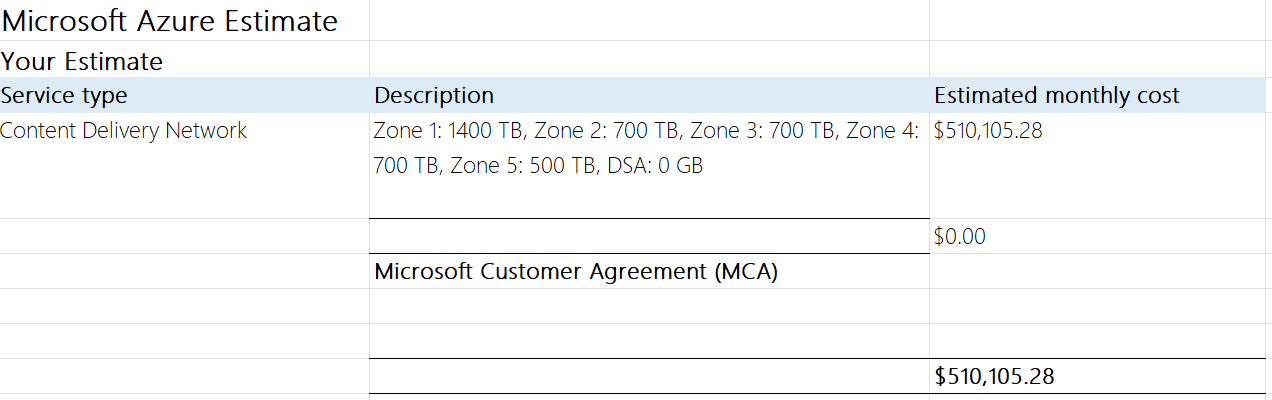 Microsoft Azure Estimate
Your Estimate
Service type Description Estimated monthly cost
Content Delivery Network Zone 1: 1400 TB, Zone 2: 700 TB, Zone 3: 700 TB, Zone 4: $510,105.28
700 TB, Zone 5: 500 TB, DSA: 0 GB
$0.00
Microsoft Customer Agreement (MCA)
$510,105.28